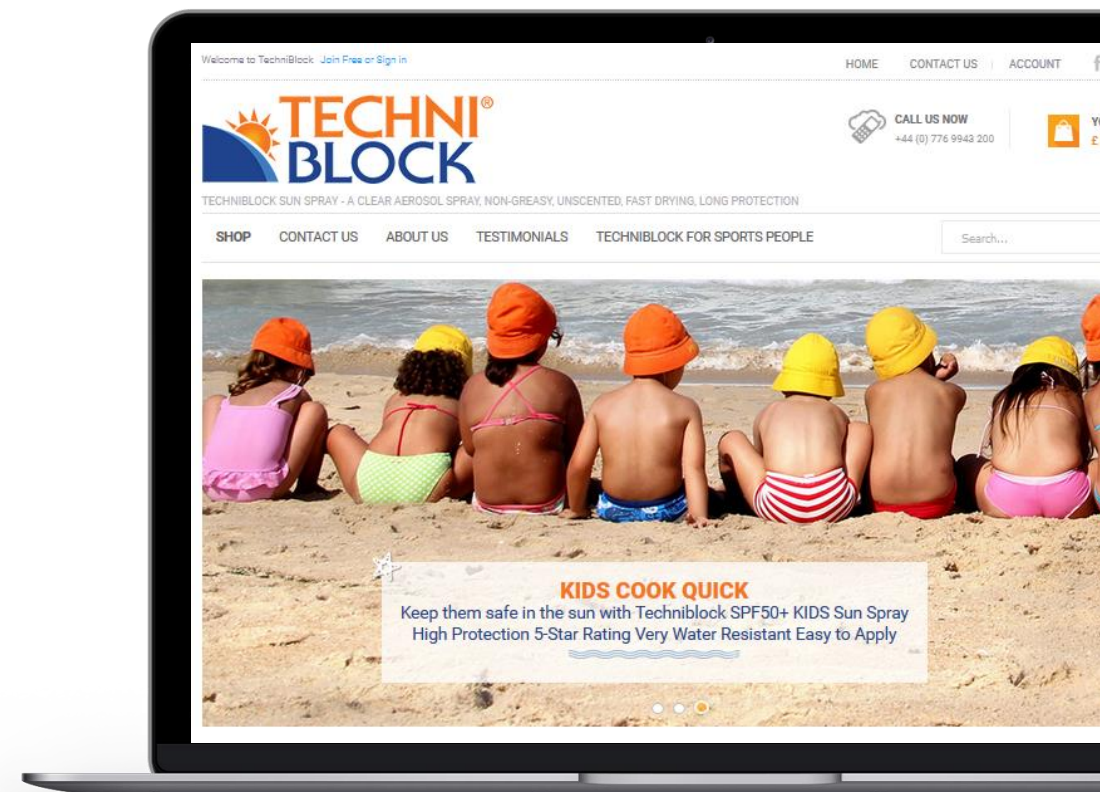 Welcome to TechniBlock Join Free or Sign in
HOME CONTACT US ACCOUNT
TECHNI®
BLOCK
CALL US NOW
+44 (0) 776 9943 200
£
TECHNIBLOCK SUN SPRAY - A CLEAR AEROSOL SPRAY, NON-GREASY, UNSCENTED, FAST DRYING, LONG PROTECTION
SHOP CONTACT US ABOUT US TESTIMONIALS TECHNIBLOCK FOR SPORTS PEOPLE
Search...
KIDS COOK QUICK
Keep them safe in the sun with Techniblock SPF50+ KIDS Sun Spray
High Protection 5-Star Rating Very Water Resistant Easy to Apply